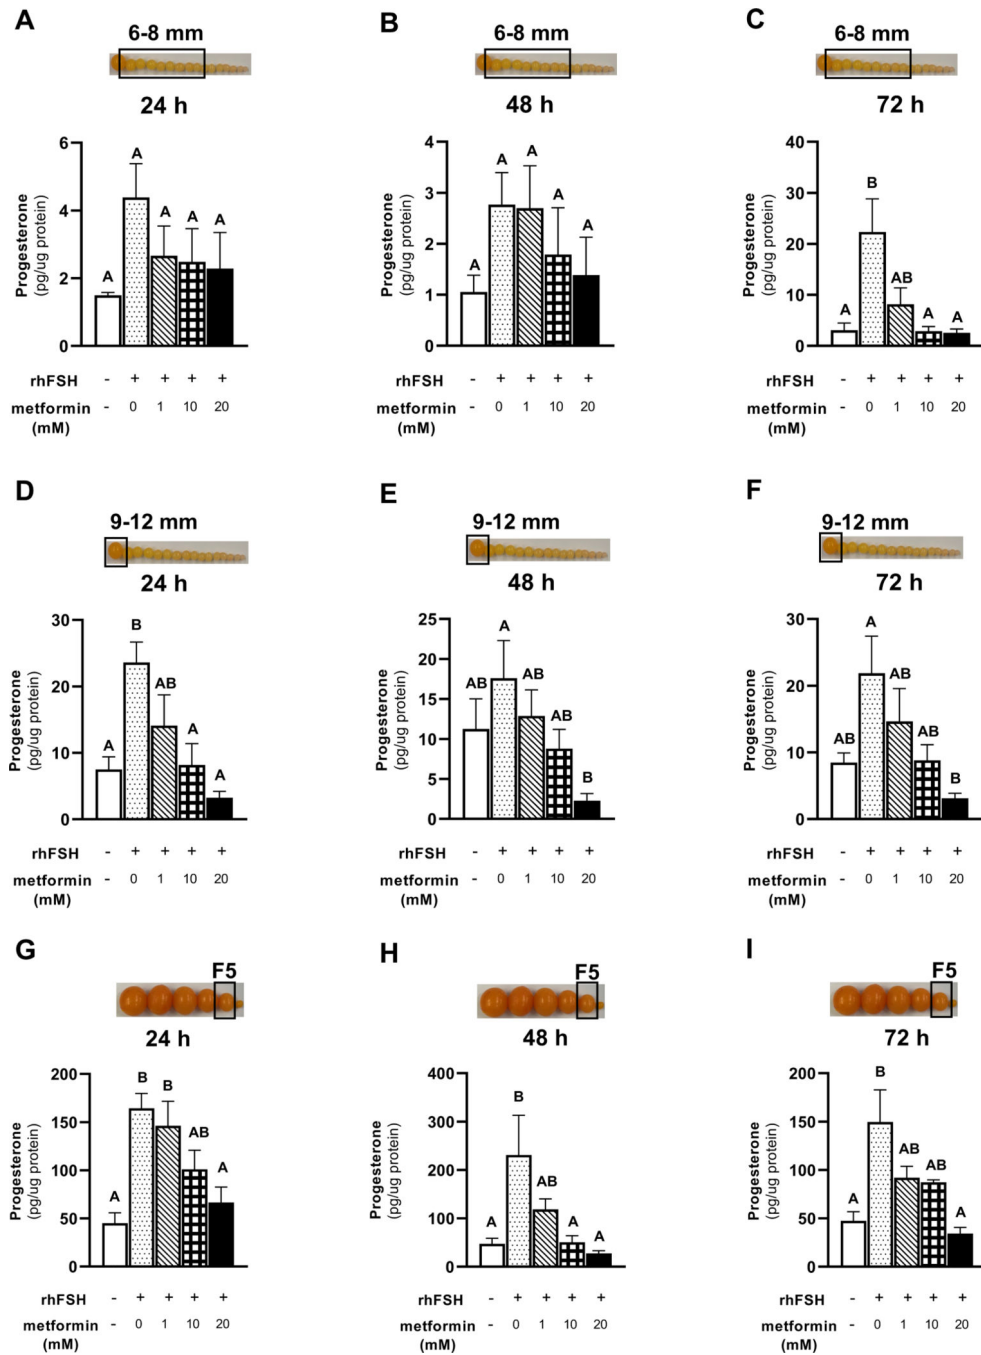 A
6-8 mm
24 h
Progesterone
(pg/ug protein)
6
4
2
0
A
A
A
A
A
rhFSH - + + + +
metformin - 0 1 10 20
(mM)
B
6-8 mm
48 h
Progesterone
(pg/ug protein)
4
3
2
1
0
A
A
A
A
A
rhFSH - + + + +
metformin - 0 1 10 20
(mM)
C
6-8 mm
72 h
Progesterone
(pg/ug protein)
40
30
20
10
0
A
B
AB
A
A
rhFSH - + + + +
metformin - 0 1 10 20
(mM)
D
9-12 mm
24 h
Progesterone
(pg/ug protein)
30
20
10
0
A
B
AB
A
A
rhFSH - + + + +
metformin - 0 1 10 20
(mM)
E
9-12 mm
48 h
Progesterone
(pg/ug protein)
25
20
15
10
5
0
AB
A
AB
AB
B
rhFSH - + + + +
metformin - 0 1 10 20
(mM)
F
9-12 mm
72 h
Progesterone
(pg/ug protein)
30
20
10
0
AB
A
AB
AB
B
rhFSH - + + + +
metformin - 0 1 10 20
(mM)
G
F5
24 h
Progesterone
(pg/ug protein)
200
150
100
50
0
A
B
B
AB
A
rhFSH - + + + +
metformin - 0 1 10 20
(mM)
H
F5
48 h
Progesterone
(pg/ug protein)
400
300
200
100
0
A
B
AB
A
A
rhFSH - + + + +
metformin - 0 1 10 20
(mM)
I
F5
72 h
Progesterone
(pg/ug protein)
200
150
100
50
0
A
B
AB
AB
A
rhFSH - + + + +
metformin - 0 1 10 20
(mM)